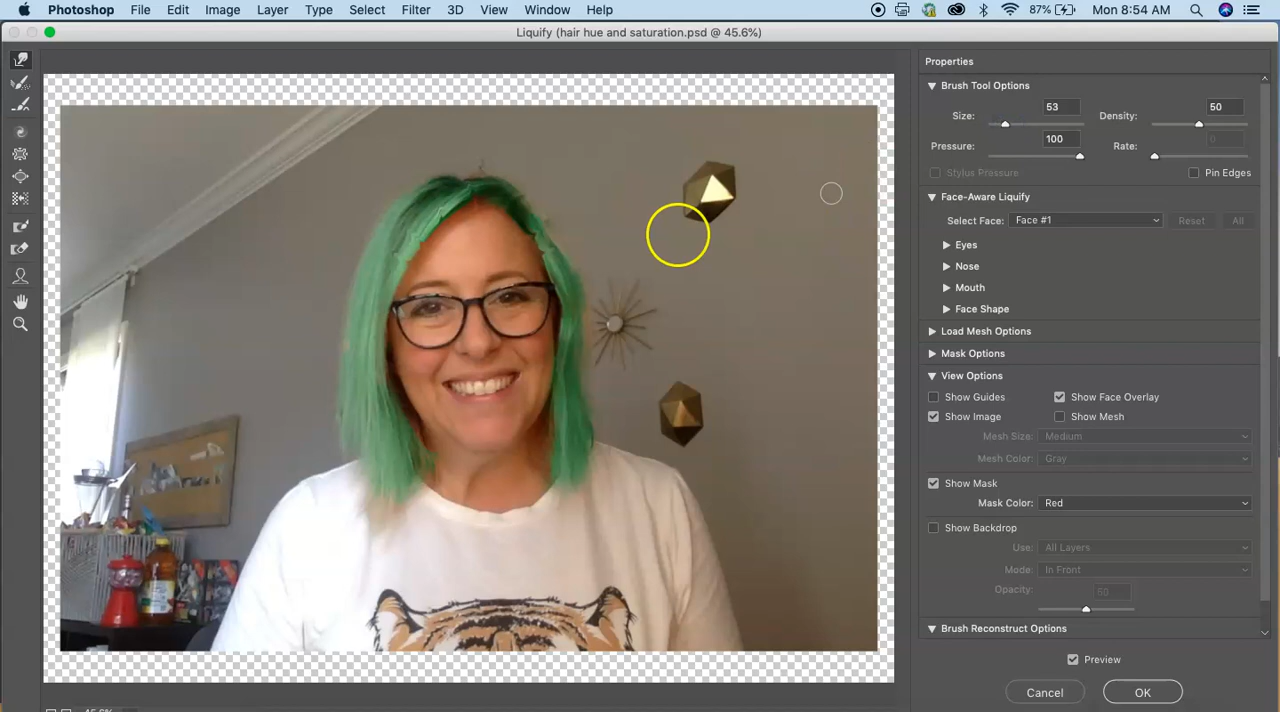 Photoshop File Edit Image Layer Type Select Filter 3D View Window Help 87% Mon 8:54 AM
Liquify (hair hue and saturation.psd @ 45.6%)
Properties
Brush Tool Options
Size: 53 Density: 50
Pressure: 100 Rate: 0
Stylus Pressure Pin Edges
Face-Aware Liquify
Select Face: Face #1 Reset All
Eyes
Nose
Mouth
Face Shape
Load Mesh Options
Mask Options
View Options
Show Guides Show Face Overlay
Show Image Show Mesh
Mesh Size: Medium
Mesh Color: Gray
Show Mask
Mask Color: Red
Show Backdrop
Use: All Layers
Mode: In Front
Opacity: 50
Brush Reconstruct Options
Preview
Cancel OK
45.6%